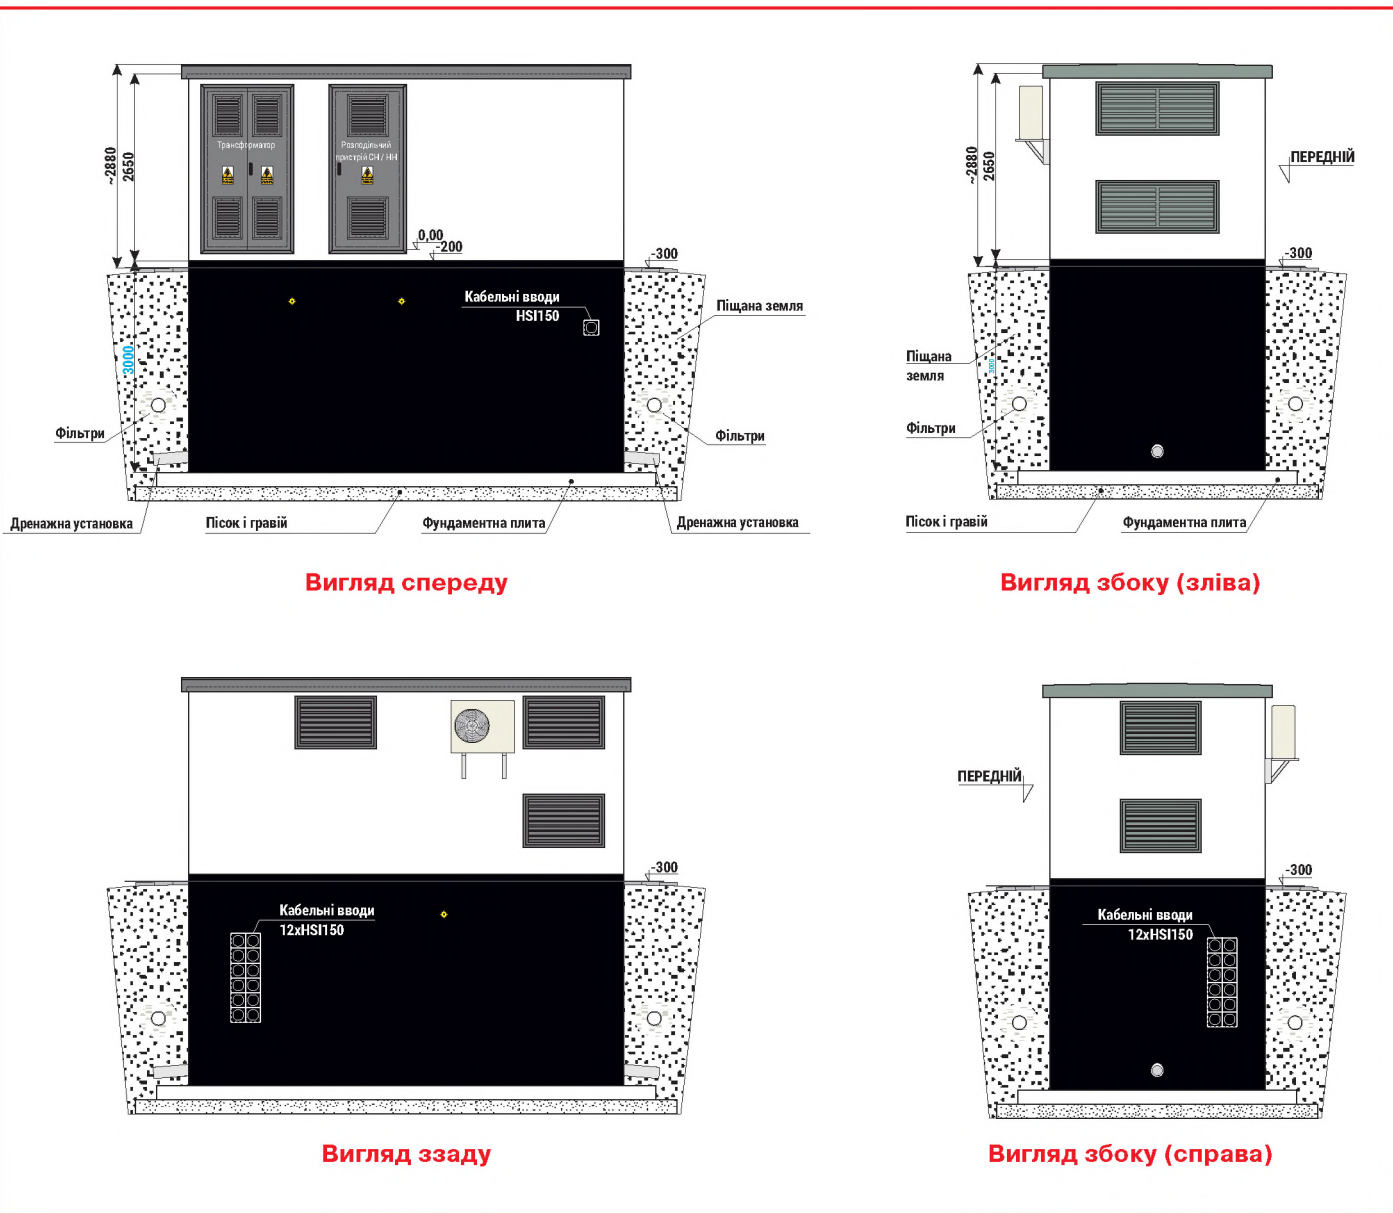 ~2880
2650
Трансформатор
Розподільчий
пристрій СН / НН
0,00
-200
-300
Кабельні вводи
HSI150
Піщана земля
3000
Фільтри
Фільтри
Дренажна установка
Пісок і гравій
Фундаментна плита
Дренажна установка
Вигляд спереду
~2880
2650
ПЕРЕДНІЙ
-300
Піщана
земля
3000
Фільтри
Пісок і гравій
Фундаментна плита
Вигляд збоку (зліва)
-300
Кабельні вводи
12xHSI150
Вигляд ззаду
ПЕРЕДНІЙ
-300
Кабельні вводи
12xHSI150
Вигляд збоку (справа)